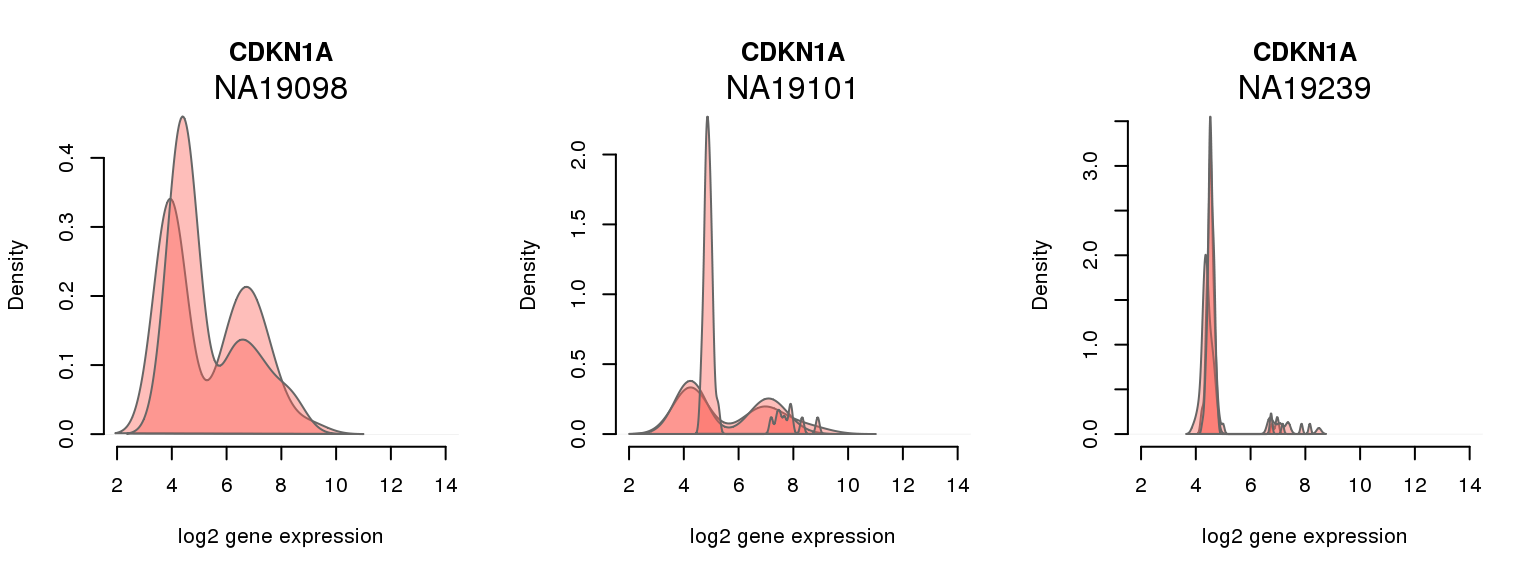 CDKN1A
NA19098
Density
0.0 0.1 0.2 0.3 0.4
2 4 6 8 10 12 14
log2 gene expression
CDKN1A
NA19101
Density
0.0 0.5 1.0 1.5 2.0
2 4 6 8 10 12 14
log2 gene expression
CDKN1A
NA19239
Density
0.0 1.0 2.0 3.0
2 4 6 8 10 12 14
log2 gene expression